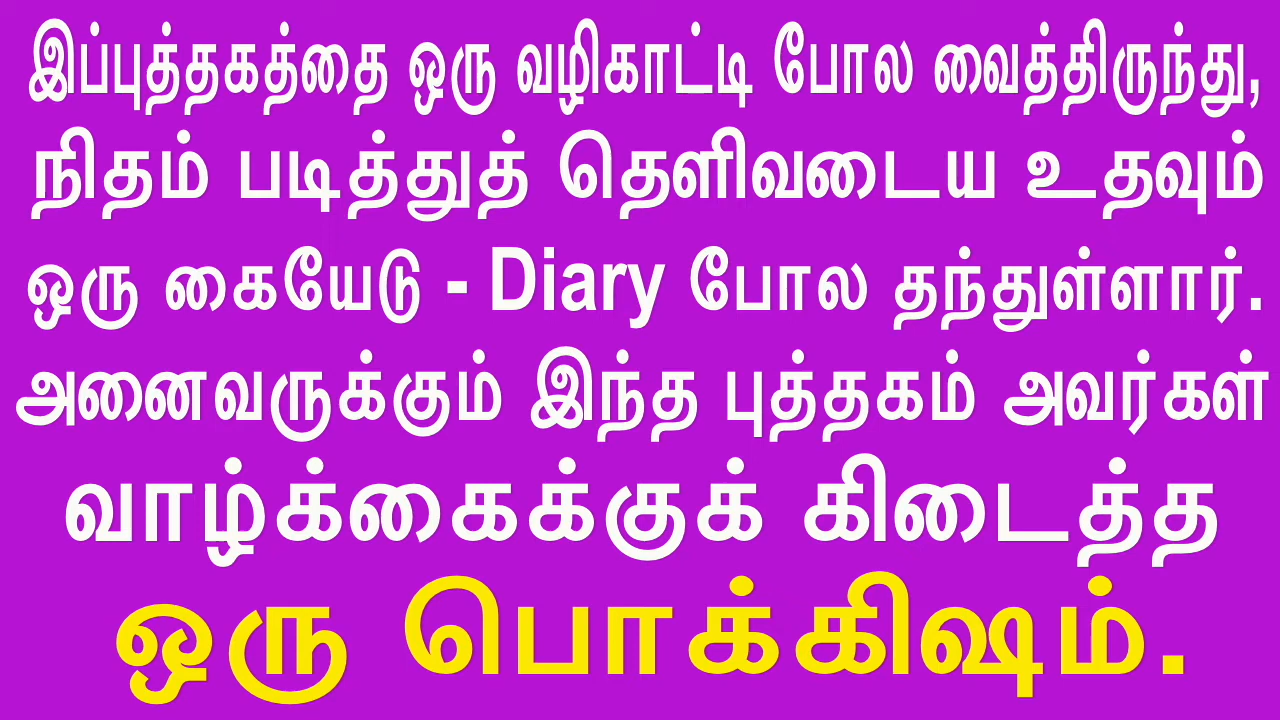 இப்புத்தகத்தை ஒரு வழிகாட்டி போல வைத்திருந்து,
நிதம் படித்துத் தெளிவடைய உதவும்
ஒரு கையேடு - Diary போல தந்துள்ளார்.
அனைவருக்கும் இந்த புத்தகம் அவர்கள்
வாழ்க்கைக்குக் கிடைத்த
ஒரு பொக்கிஷம்.